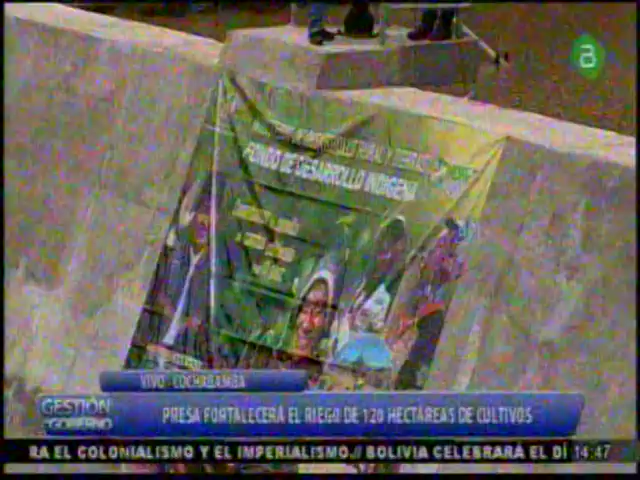 a
FONDO DE DESARROLLO INDIGENA
VIVO - COCHABAMBA
GESTIÓN
DE GOBIERNO
PRESA FORTALECERÁ EL RIEGO DE 120 HECTÁREAS DE CULTIVOS
RA EL COLONIALISMO Y EL IMPERIALISMO.// BOLIVIA CELEBRARÁ EL DÍ
14:47